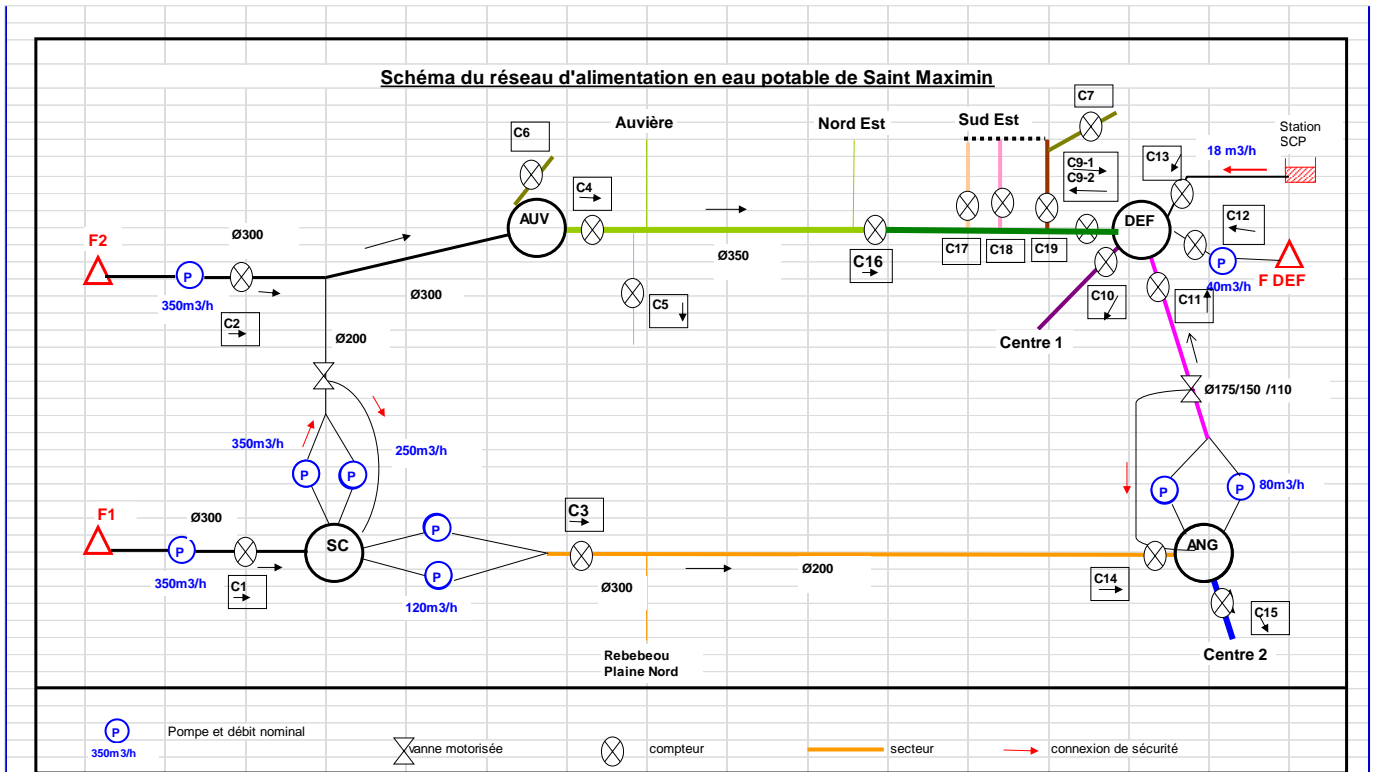 Schéma du réseau d'alimentation en eau potable de Saint Maximin
C7
C6
Auvière
Nord Est
Sud Est
Station
SCP
18 m3/h
C13
C9-1
C9-2
C4
AUV
DEF
C12
F2
Ø300
P
350m3/h
C2
Ø300
Ø350
C16
C17
C18
C19
C5
C10
C11
P
40m3/h
F DEF
Centre 1
Ø200
Ø175/150 /110
350m3/h
250m3/h
P
P
P
P
80m3/h
F1
Ø300
P
350m3/h
C1
SC
P
P
120m3/h
C3
Ø300
Ø200
ANG
C14
C15
Rebebeou
Plaine Nord
Centre 2
P
350m3/h
Pompe et débit nominal
vanne motorisée
compteur
secteur
connexion de sécurité